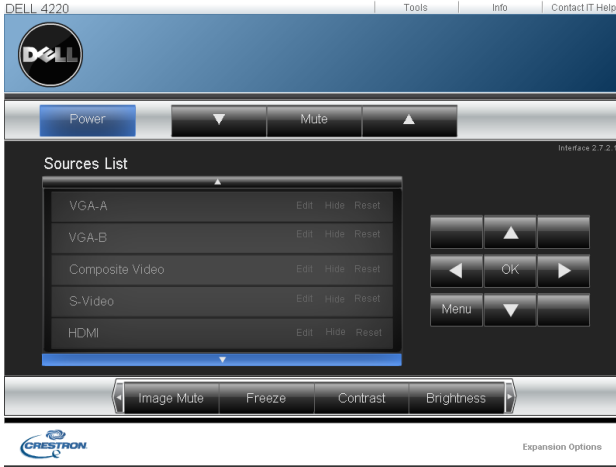 DELL 4220
Tools Info Contact IT Help
DELL
Power Mute
Interface 2.7.2.1
Sources List
VGA-A Edit Hide Reset
VGA-B Edit Hide Reset
Composite Video Edit Hide Reset
S-Video Edit Hide Reset
HDMI Edit Hide Reset
OK
Menu
Image Mute Freeze Contrast Brightness
CRESTRON
Expansion Options